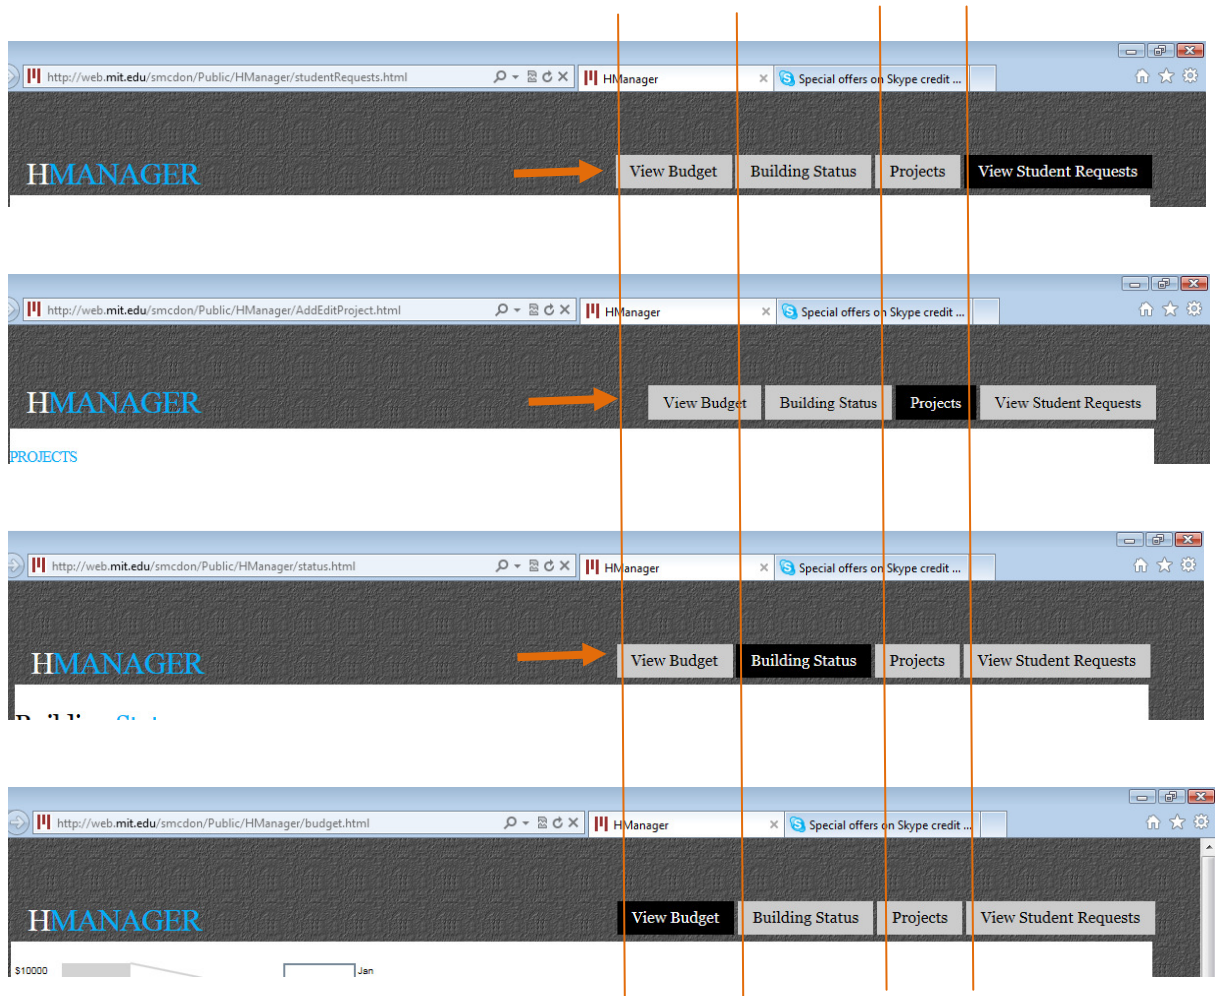 http://web.mit.edu/smcdon/Public/HManager/studentRequests.html HManager Special offers on Skype credit ...
HMANAGER View Budget Building Status Projects View Student Requests
http://web.mit.edu/smcdon/Public/HManager/AddEditProject.html HManager Special offers on Skype credit ...
HMANAGER View Budget Building Status Projects View Student Requests
PROJECTS
http://web.mit.edu/smcdon/Public/HManager/status.html HManager Special offers on Skype credit ...
HMANAGER View Budget Building Status Projects View Student Requests
http://web.mit.edu/smcdon/Public/HManager/budget.html HManager Special offers on Skype credit ...
HMANAGER View Budget Building Status Projects View Student Requests
$10000 Jan